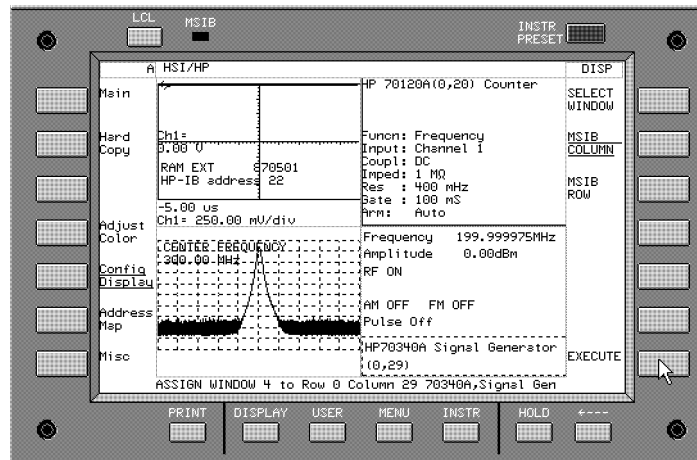 LCL
MSIB
INSTR
PRESET
A HSI/HP
DISP
Main
Hard
Copy
Adjust
Color
Config
Display
Address
Map
Misc
Ch1=
0.00 V
RAM EXT 870501
HP-IB address 22
-5.00 us
Ch1= 250.00 mV/div
CENTER FREQUENCY
300.00 MHz
HP 70120A(0,20) Counter
Funcn: Frequency
Input: Channel 1
Coupl: DC
Imped: 1 MΩ
Res : 400 mHz
Gate : 100 mS
Arm: Auto
Frequency 199.999975MHz
Amplitude 0.00dBm
RF ON
AM OFF FM OFF
Pulse Off
HP70340A Signal Generator
(0,29)
SELECT
WINDOW
MSIB
COLUMN
MSIB
ROW
EXECUTE
ASSIGN WINDOW 4 to Row 0 Column 29 70340A,Signal Gen
PRINT
DISPLAY
USER
MENU
INSTR
HOLD
←---